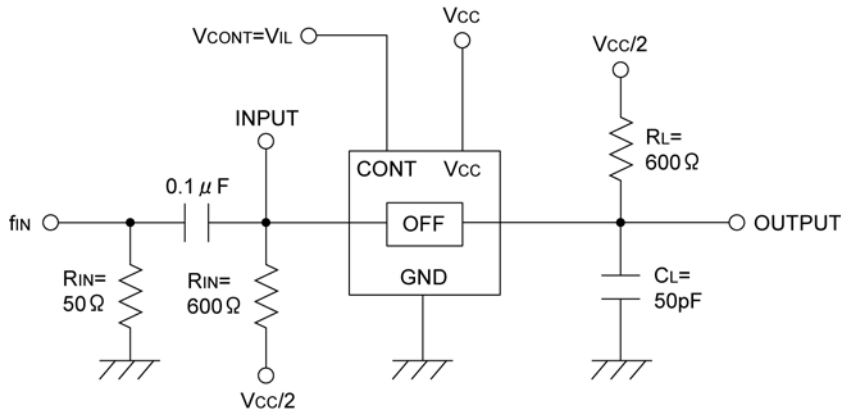 Vcc
VCONT=VIL
Vcc/2
INPUT
RL=
600Ω
CONT
Vcc
0.1μF
fIN
OFF
OUTPUT
RIN=
50Ω
RIN=
600Ω
GND
CL=
50pF
Vcc/2